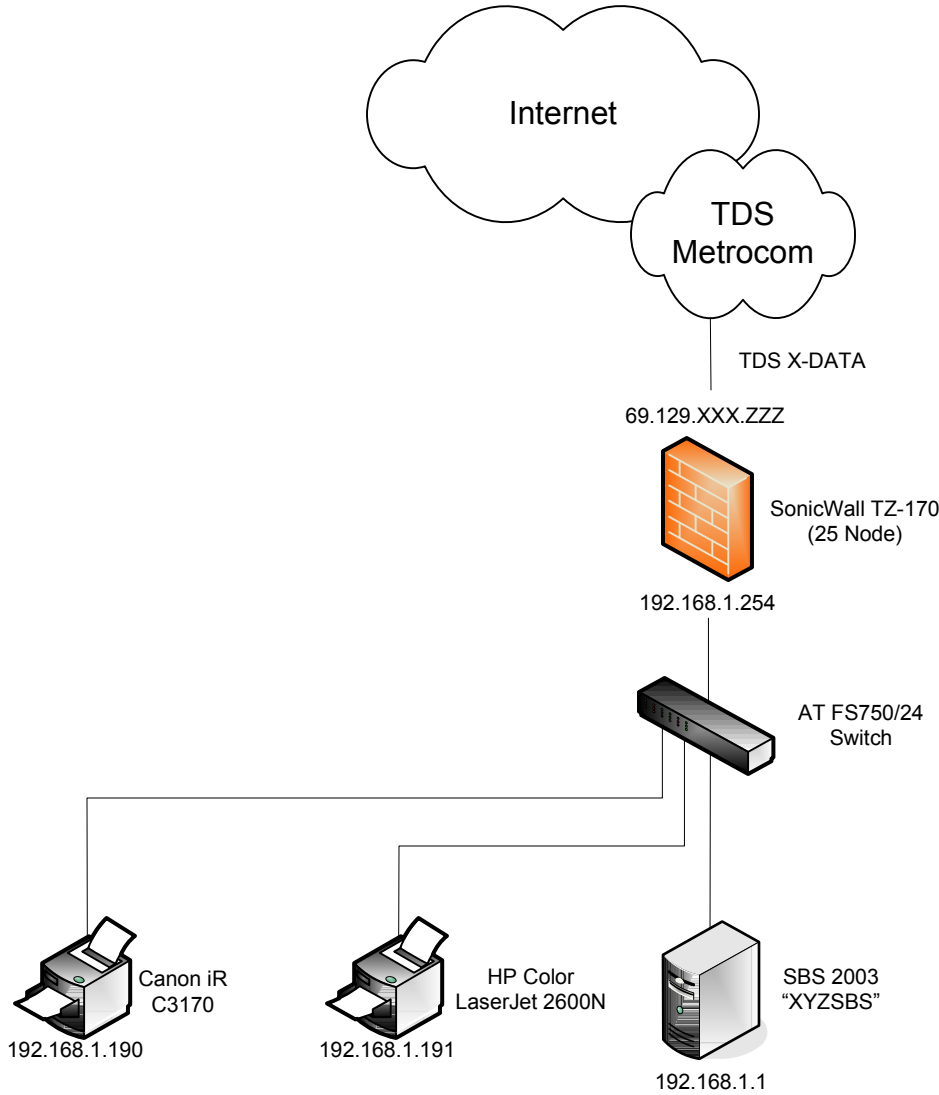 Internet
TDS
Metrocom
TDS X-DATA
69.129.XXX.ZZZ
SonicWall TZ-170
(25 Node)
192.168.1.254
AT FS750/24
Switch
Canon iR
C3170
192.168.1.190
HP Color
LaserJet 2600N
192.168.1.191
SBS 2003
“XYZSBS”
192.168.1.1